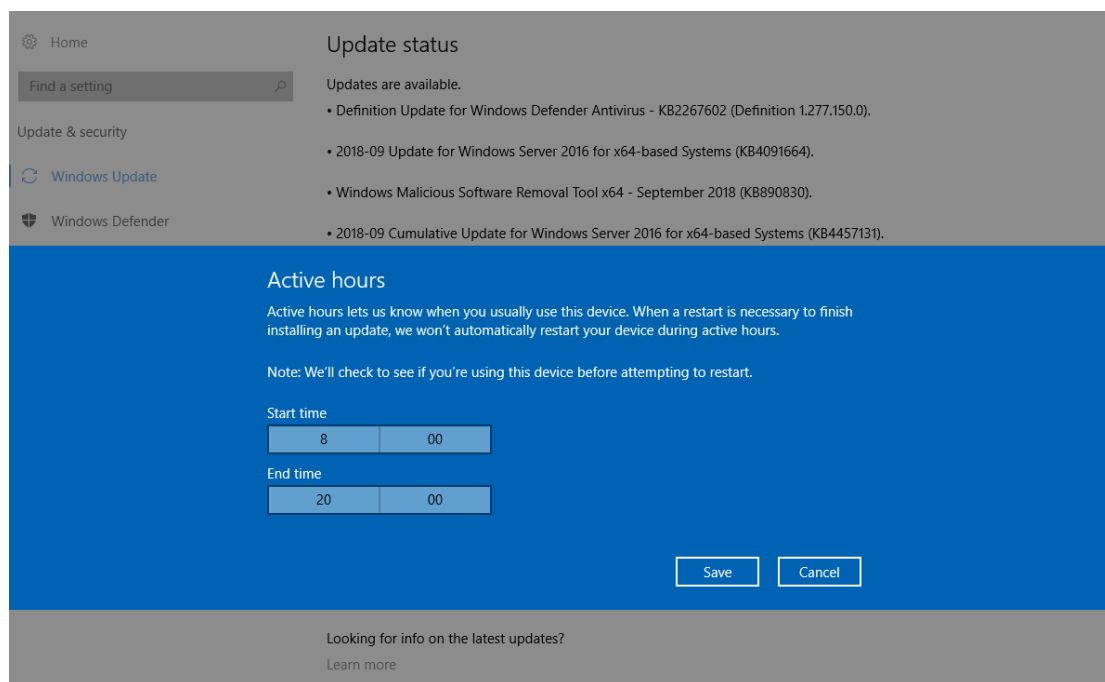 Home
Find a setting
Update & security
Windows Update
Windows Defender
Update status
Updates are available.
• Definition Update for Windows Defender Antivirus - KB2267602 (Definition 1.277.150.0).
• 2018-09 Update for Windows Server 2016 for x64-based Systems (KB4091664).
• Windows Malicious Software Removal Tool x64 - September 2018 (KB890830).
• 2018-09 Cumulative Update for Windows Server 2016 for x64-based Systems (KB4457131).
Active hours
Active hours lets us know when you usually use this device. When a restart is necessary to finish
installing an update, we won't automatically restart your device during active hours.
Note: We'll check to see if you're using this device before attempting to restart.
Start time
8 00
End time
20 00
Save Cancel
Looking for info on the latest updates?
Learn more